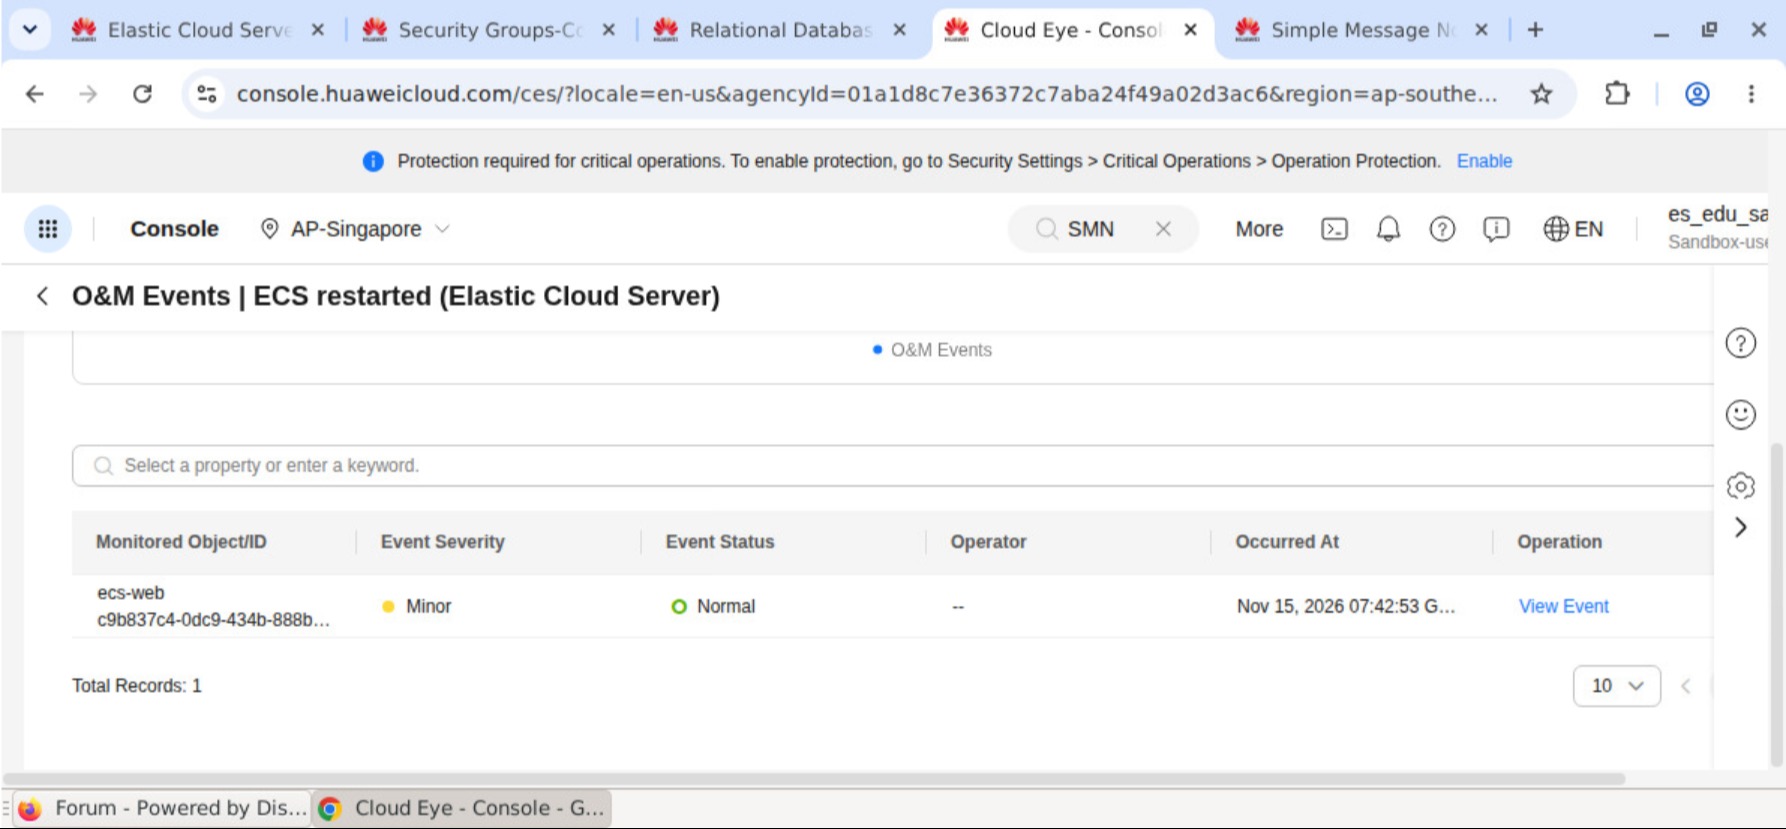 Elastic Cloud Serve
Security Groups-Co
Relational Databas
Cloud Eye - Consol
Simple Message No
console.huaweicloud.com/ces/?locale=en-us&agencyId=01a1d8c7e36372c7aba24f49a02d3ac6&region=ap-southe...
Protection required for critical operations. To enable protection, go to Security Settings > Critical Operations > Operation Protection. Enable
Console
AP-Singapore
SMN
More
EN
es_edu_sa
Sandbox-use
O&M Events | ECS restarted (Elastic Cloud Server)
O&M Events
Select a property or enter a keyword.
Monitored Object/ID Event Severity Event Status Operator Occurred At Operation
ecs-web
c9b837c4-0dc9-434b-888b...
Minor Normal -- Nov 15, 2026 07:42:53 G... View Event
Total Records: 1
10
Forum - Powered by Dis...
Cloud Eye - Console - G...